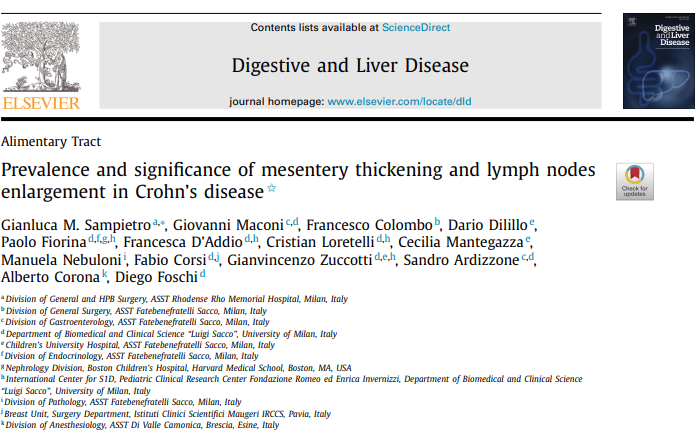 Contents lists available at ScienceDirect
Digestive and Liver Disease
journal homepage: www.elsevier.com/locate/dld
ELSEVIER
Digestive
and Liver
Disease
Alimentary Tract
Prevalence and significance of mesentery thickening and lymph nodes
enlargement in Crohn's disease☆
Check for
updates
Gianluca M. Sampietro a,*, Giovanni Maconi c,d, Francesco Colombo b, Dario Dilillo e,
Paolo Fiorina d,f,g,h, Francesca D'Addio d,h, Cristian Loretelli d,h, Cecilia Mantegazza e,
Manuela Nebuloni i, Fabio Corsi d,j, Gianvincenzo Zuccotti d,e,h, Sandro Ardizzone c,d,
Alberto Corona k, Diego Foschi d
a Division of General and HPB Surgery, ASST Rhodense Rho Memorial Hospital, Milan, Italy
b Division of General Surgery, ASST Fatebenefratelli Sacco, Milan, Italy
c Division of Gastroenterology, ASST Fatebenefratelli Sacco, Milan, Italy
d Department of Biomedical and Clinical Science "Luigi Sacco", University of Milan, Italy
e Children's University Hospital, ASST Fatebenefratelli Sacco, Milan, Italy
f Division of Endocrinology, ASST Fatebenefratelli Sacco, Milan, Italy
g Nephrology Division, Boston Children's Hospital, Harvard Medical School, Boston, MA, USA
h International Center for S1D, Pediatric Clinical Research Center Fondazione Romeo ed Enrica Invernizzi, Department of Biomedical and Clinical Science
"Luigi Sacco", University of Milan, Italy
i Division of Pathology, ASST Fatebenefratelli Sacco, Milan, Italy
j Breast Unit, Surgery Department, Istituti Clinici Scientifici Maugeri IRCCS, Pavia, Italy
k Division of Anesthesiology, ASST Di Valle Camonica, Brescia, Esine, Italy